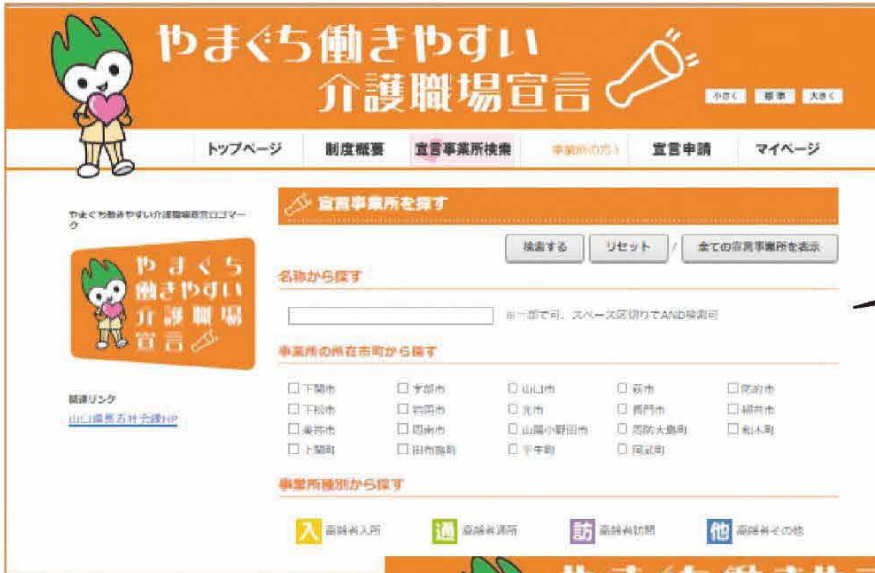 やまぐち働きやすい
介護職場宣言
小さく 標準 大きく
トップページ 制度概要 宣言事業所検索 事業所の方へ 宣言申請 マイページ
やまぐち働きやすい介護職場宣言ロゴマー
ク
やまぐち
働きやすい
介護職場
宣言
関連リンク
山口県長寿社会課HP
宣言事業所を探す
検索する リセット / 全ての宣言事業所を表示
名称から探す
※一部で可、スペース区切りでAND検索可
事業所の所在市町から探す
下関市 宇部市 山口市 萩市 防府市
下松市 岩国市 光市 長門市 柳井市
美祢市 周南市 山陽小野田市 周防大島町 和木町
上関町 田布施町 平生町 阿武町
事業所種別から探す
入 高齢者入所 通 高齢者通所 訪 高齢者訪問 他 高齢者その他